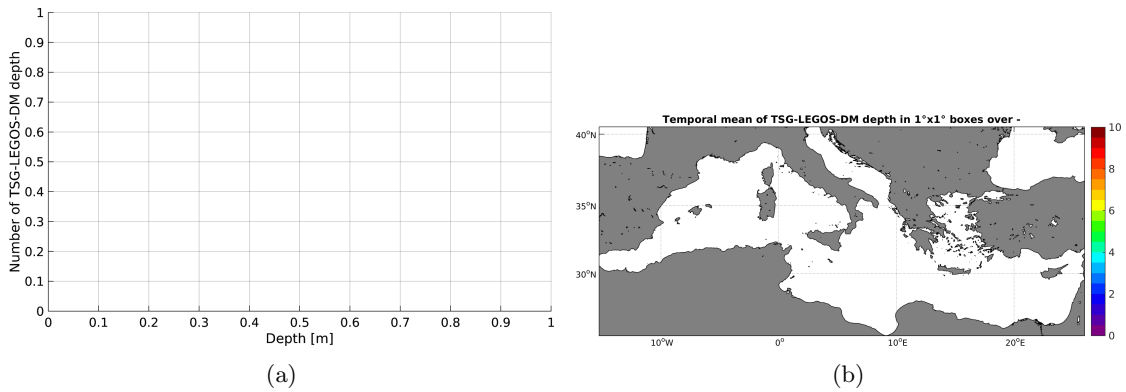 1
0.9
0.8
0.7
0.6
0.5
0.4
0.3
0.2
0.1
0
Number of TSG-LEGOS-DM depth
0 0.1 0.2 0.3 0.4 0.5 0.6 0.7 0.8 0.9 1
Depth [m]
(a)
Temporal mean of TSG-LEGOS-DM depth in 1°x1° boxes over -
40°N
35°N
30°N
10°W 0° 10°E 20°E
10
8
6
4
2
0
(b)